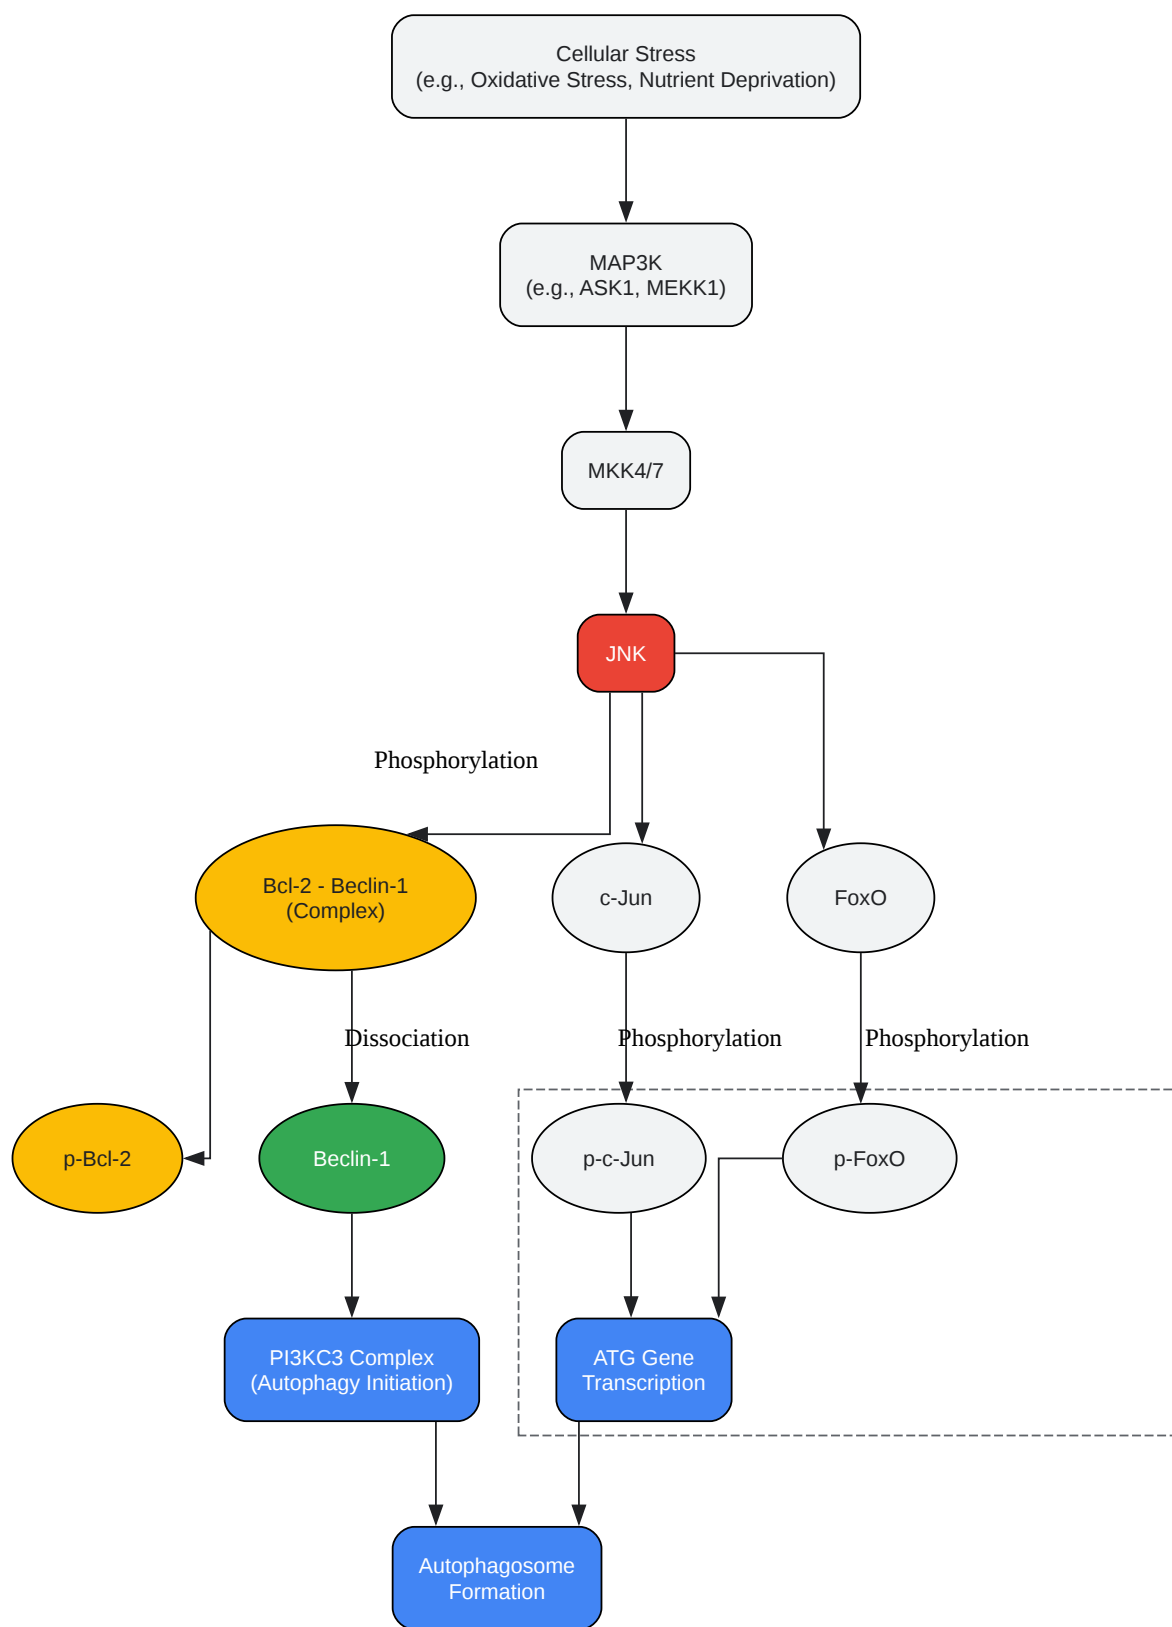 Cellular Stress
(e.g., Oxidative Stress, Nutrient Deprivation)
MAP3K
(e.g., ASK1, MEKK1)
MKK4/7
JNK
Phosphorylation
Bcl-2 - Beclin-1
(Complex)
c-Jun
FoxO
Dissociation
Phosphorylation
Phosphorylation
p-Bcl-2
Beclin-1
p-c-Jun
p-FoxO
PI3KC3 Complex
(Autophagy Initiation)
ATG Gene
Transcription
Autophagosome
Formation